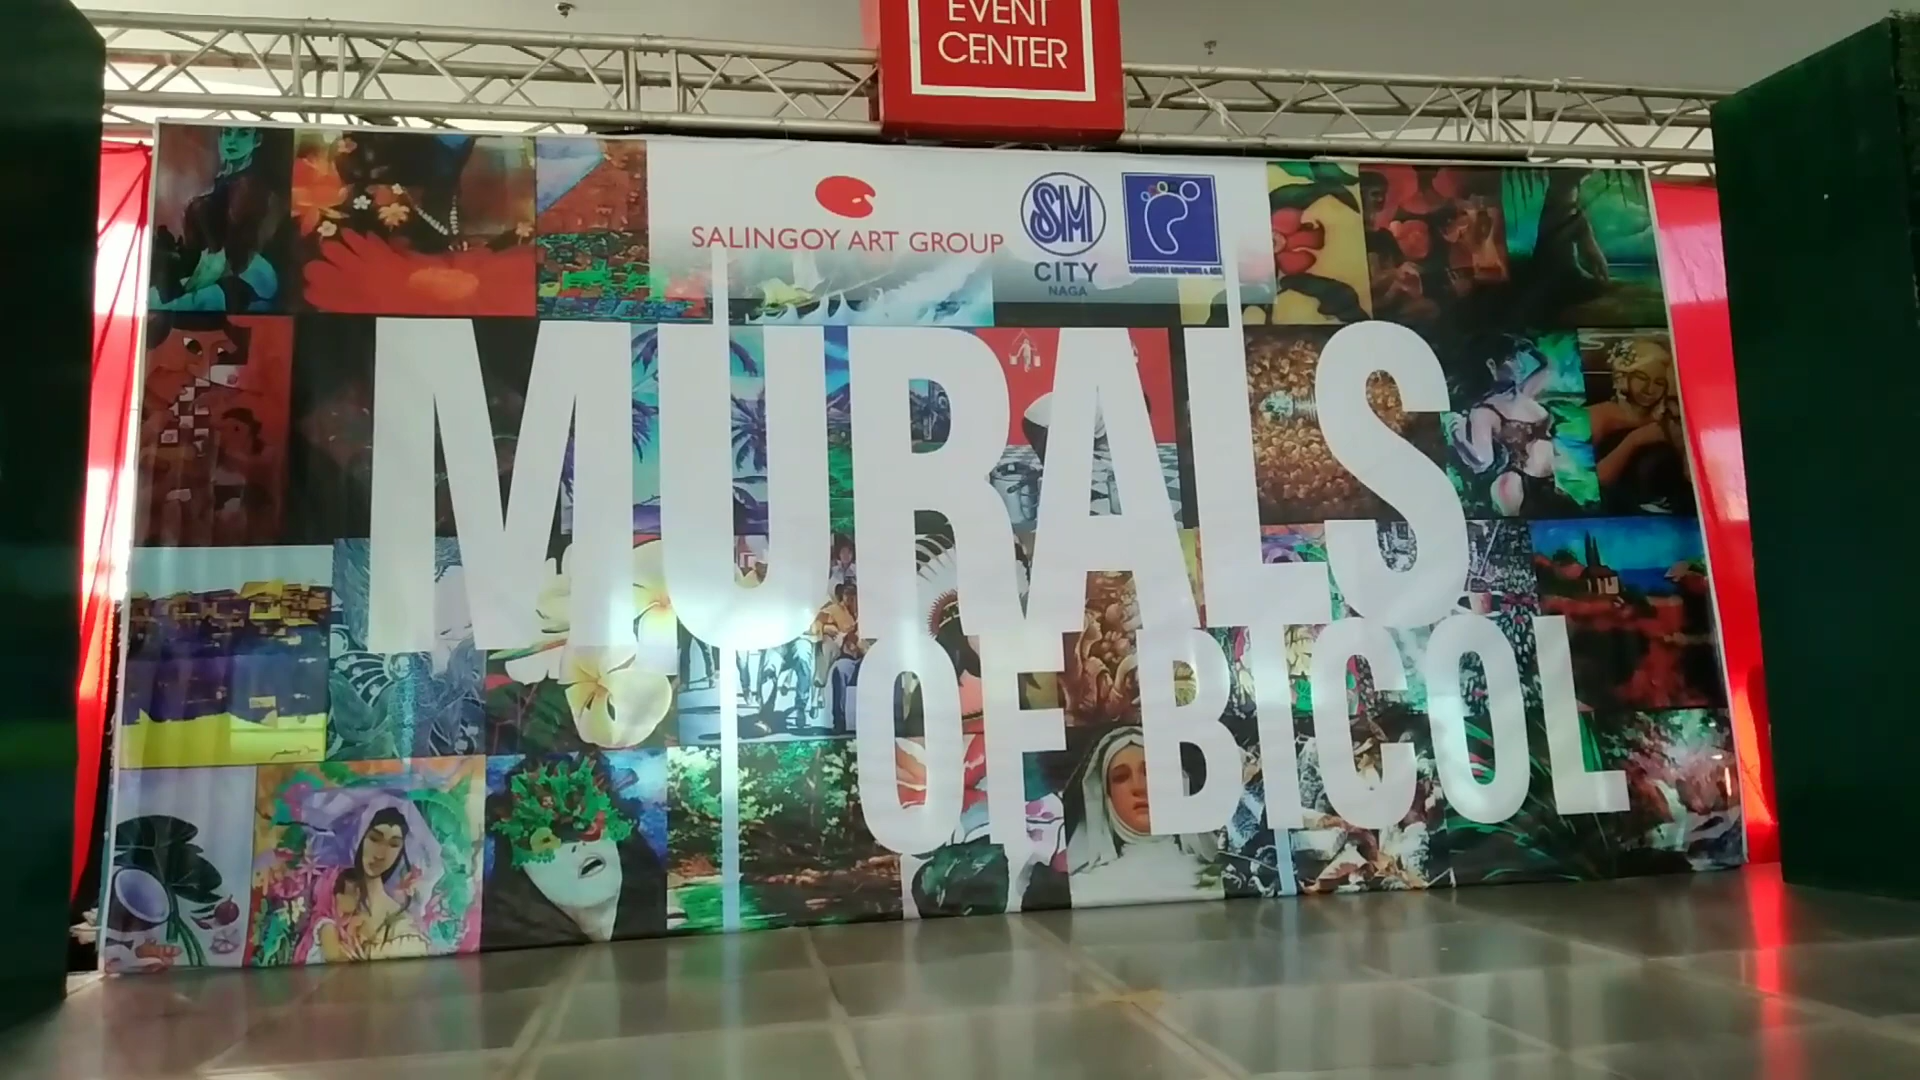 EVENT
CENTER
SALINGOY ART GROUP
SM
CITY
NAGA
MURALS
OF BICOL